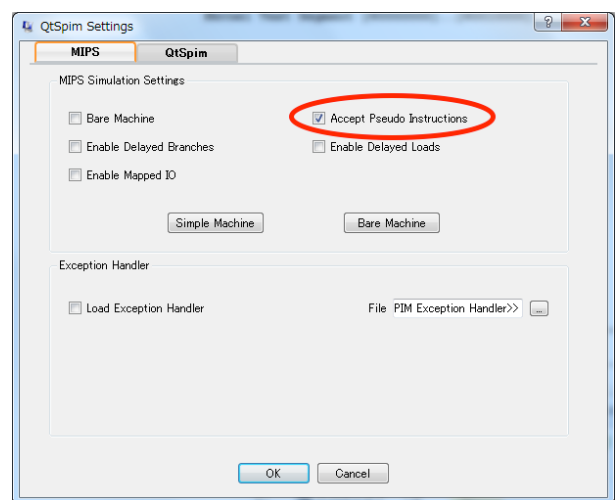 QtSpim Settings
MIPS QtSpim
MIPS Simulation Settings
Bare Machine
Accept Pseudo Instructions
Enable Delayed Branches
Enable Delayed Loads
Enable Mapped IO
Simple Machine
Bare Machine
Exception Handler
Load Exception Handler
File PIM Exception Handler>> ...
OK
Cancel